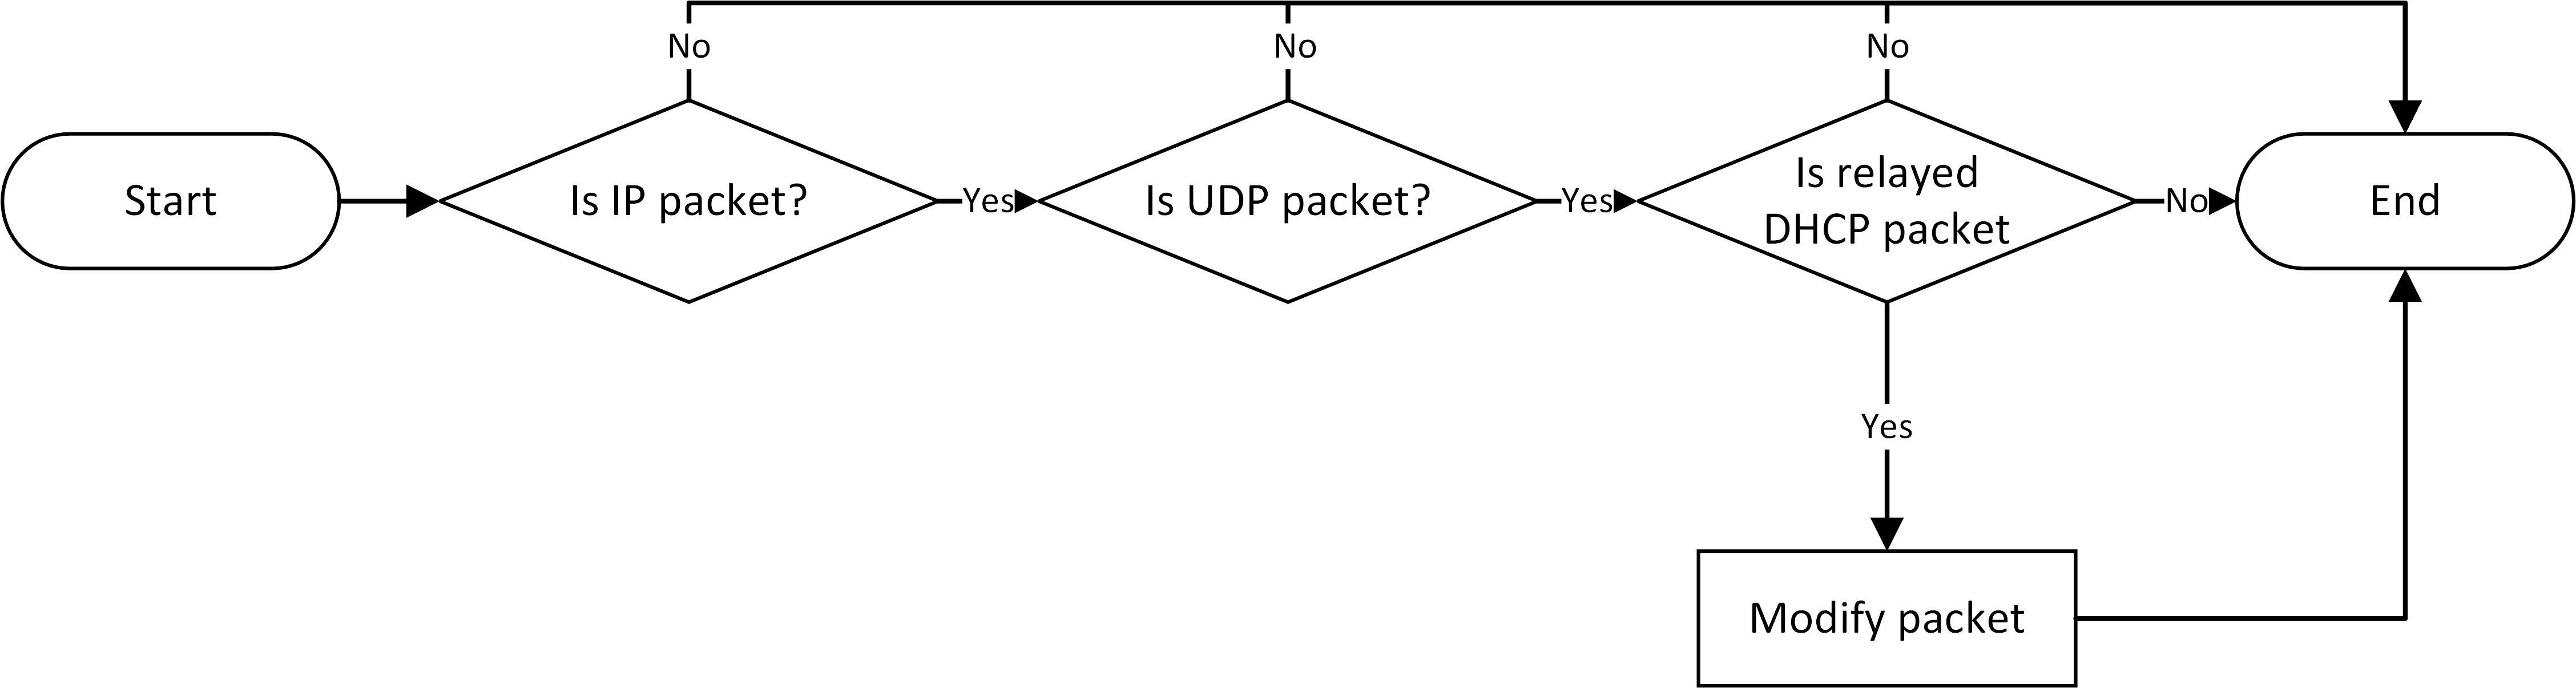 No
No
No
Start
Is IP packet?
Yes
Is UDP packet?
Yes
Is relayed
DHCP packet
No
End
Yes
Modify packet